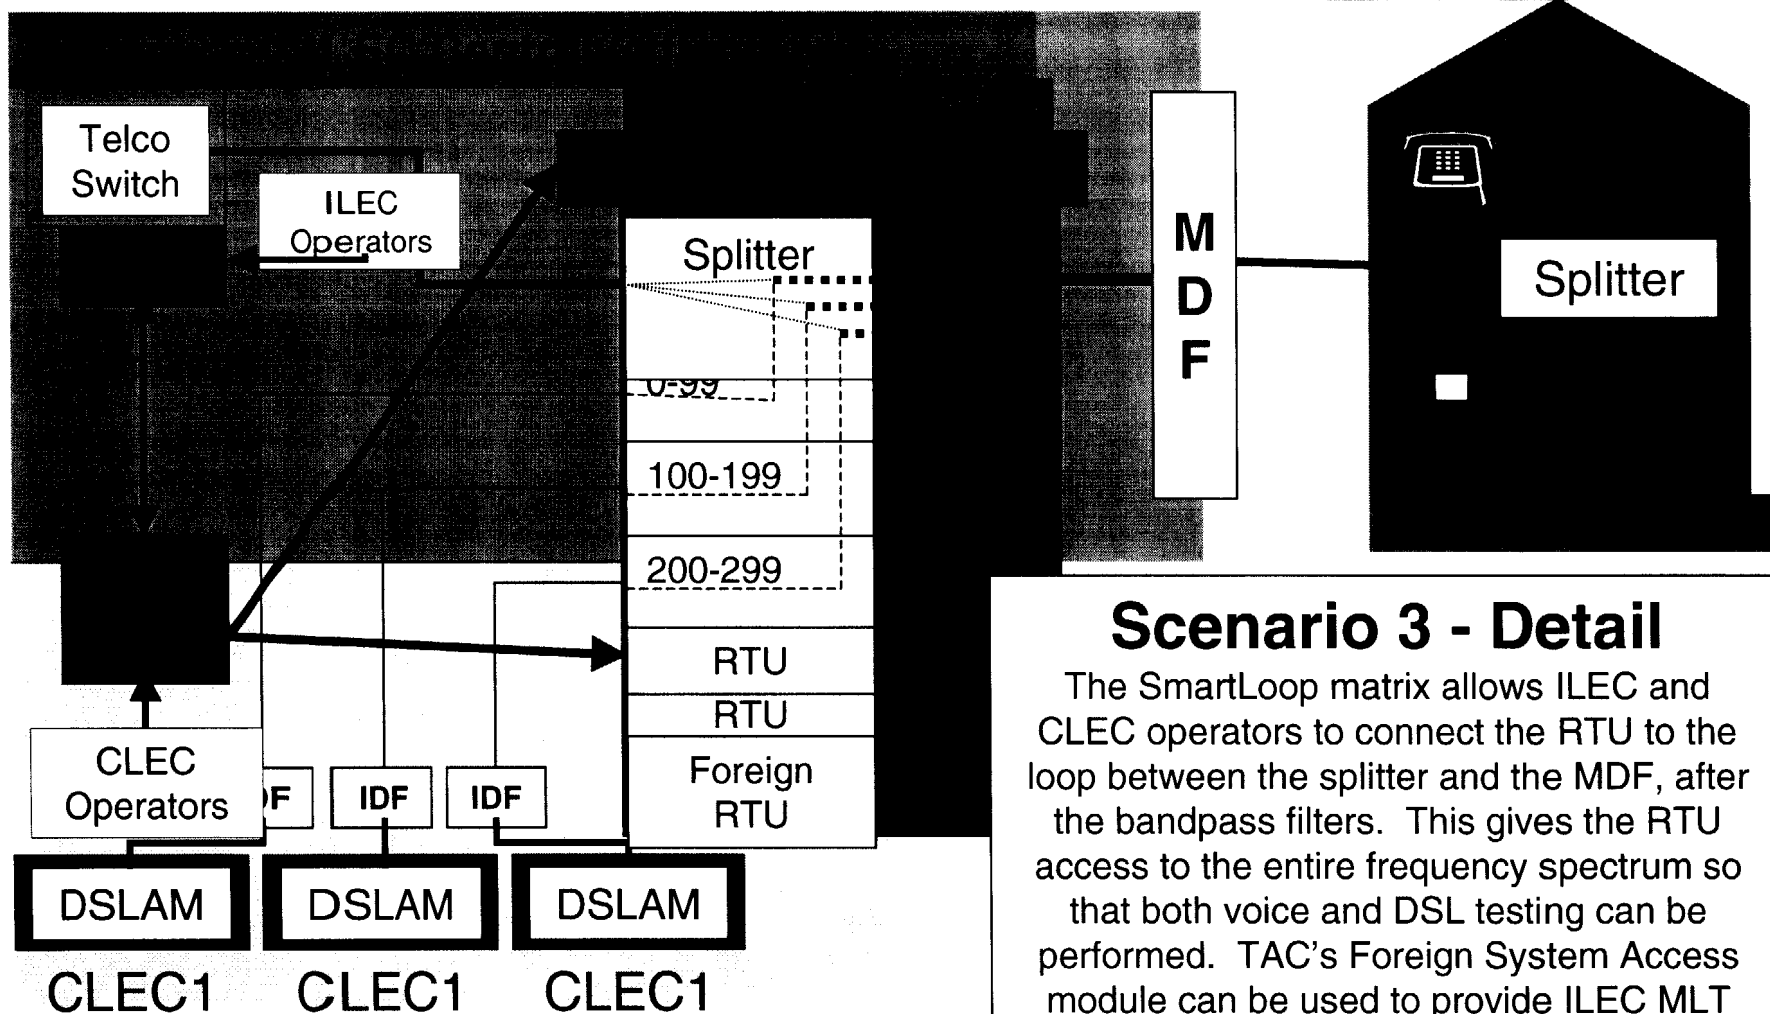 Telco
Switch
ILEC
Operators
Splitter
0-99
100-199
200-299
RTU
RTU
Foreign
RTU
M
D
F
Splitter
CLEC
Operators
DF
IDF
IDF
DSLAM
DSLAM
DSLAM
CLEC1
CLEC1
CLEC1
Scenario 3 - Detail
The SmartLoop matrix allows ILEC and
CLEC operators to connect the RTU to the
loop between the splitter and the MDF, after
the bandpass filters. This gives the RTU
access to the entire frequency spectrum so
that both voice and DSL testing can be
performed. TAC's Foreign System Access
module can be used to provide ILEC MLT